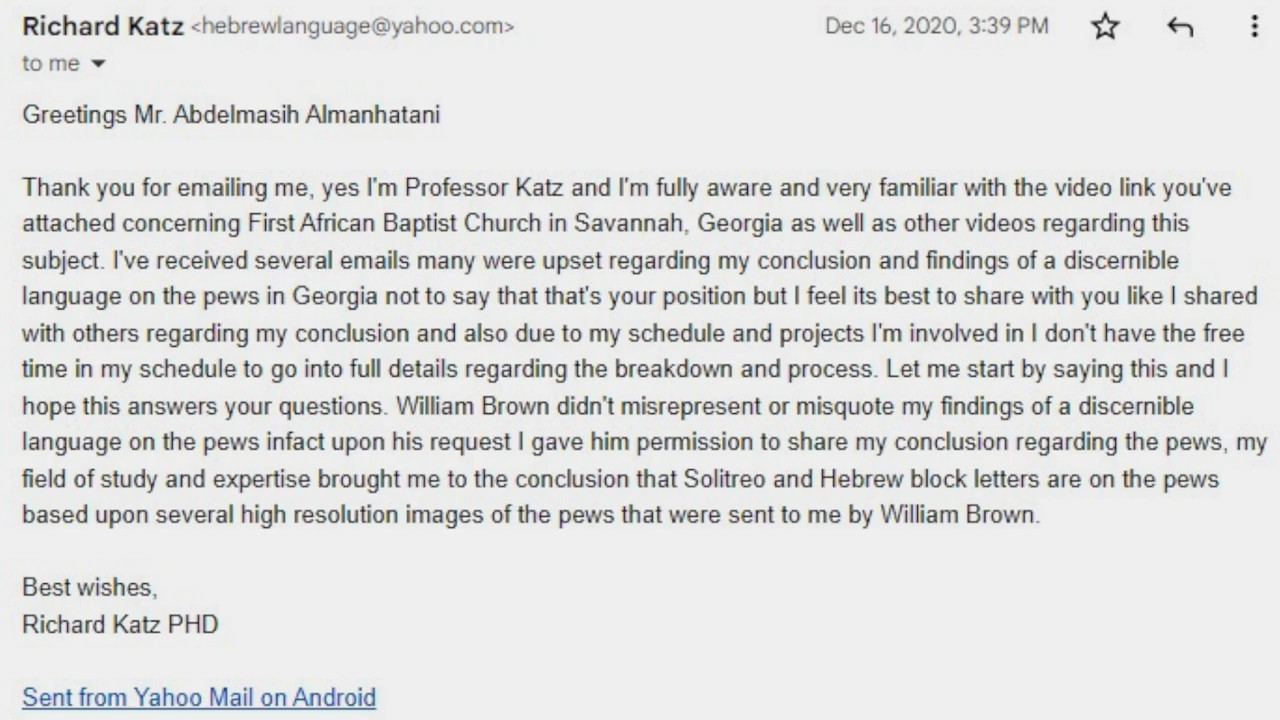 Richard Katz <hebrewlanguage@yahoo.com> Dec 16, 2020, 3:39 PM
to me
Greetings Mr. Abdelmasih Almanhatani
Thank you for emailing me, yes I'm Professor Katz and I'm fully aware and very familiar with the video link you've
attached concerning First African Baptist Church in Savannah, Georgia as well as other videos regarding this
subject. I've received several emails many were upset regarding my conclusion and findings of a discernible
language on the pews in Georgia not to say that that's your position but I feel its best to share with you like I shared
with others regarding my conclusion and also due to my schedule and projects I'm involved in I don't have the free
time in my schedule to go into full details regarding the breakdown and process. Let me start by saying this and I
hope this answers your questions. William Brown didn't misrepresent or misquote my findings of a discernible
language on the pews infact upon his request I gave him permission to share my conclusion regarding the pews, my
field of study and expertise brought me to the conclusion that Solitreo and Hebrew block letters are on the pews
based upon several high resolution images of the pews that were sent to me by William Brown.
Best wishes,
Richard Katz PHD
Sent from Yahoo Mail on Android